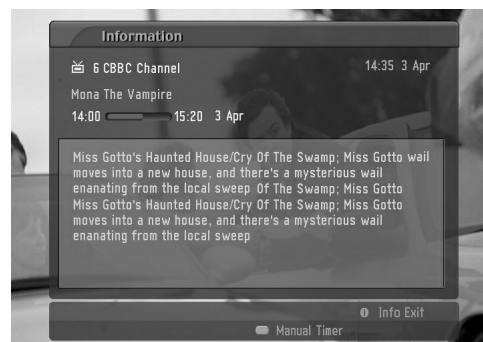 Information
6 CBBC Channel 14:35 3 Apr
Mona The Vampire
14:00 15:20 3 Apr
Miss Gotto's Haunted House/Cry Of The Swamp; Miss Gotto wail
moves into a new house, and there's a mysterious wail
enanating from the local sweep Of The Swamp; Miss Gotto
Miss Gotto's Haunted House/Cry Of The Swamp; Miss Gotto
moves into a new house, and there's a mysterious wail
enanating from the local sweep
Info Exit
Manual Timer